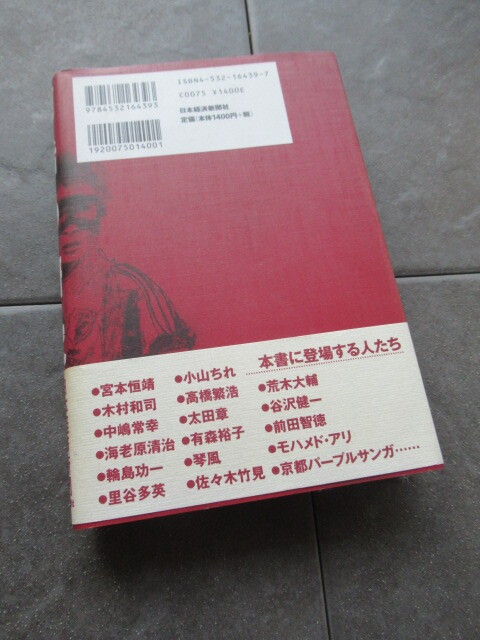 ISBN4-532-16439-7
C0075 ¥1400E
日本経済新聞社
定価(本体1400円+税)
9784532164393
1920075014001
本書に登場する人たち
●宮本恒靖
●木村和司
●中嶋常幸
●海老原清治
●輪島功一
●里谷多英
●小山ちれ
●高橋繁浩
●太田章
●有森裕子
●琴風
●佐々木竹見
●荒木大輔
●谷沢健一
●前田智徳
●モハメド・アリ
●京都パープルサンガ……